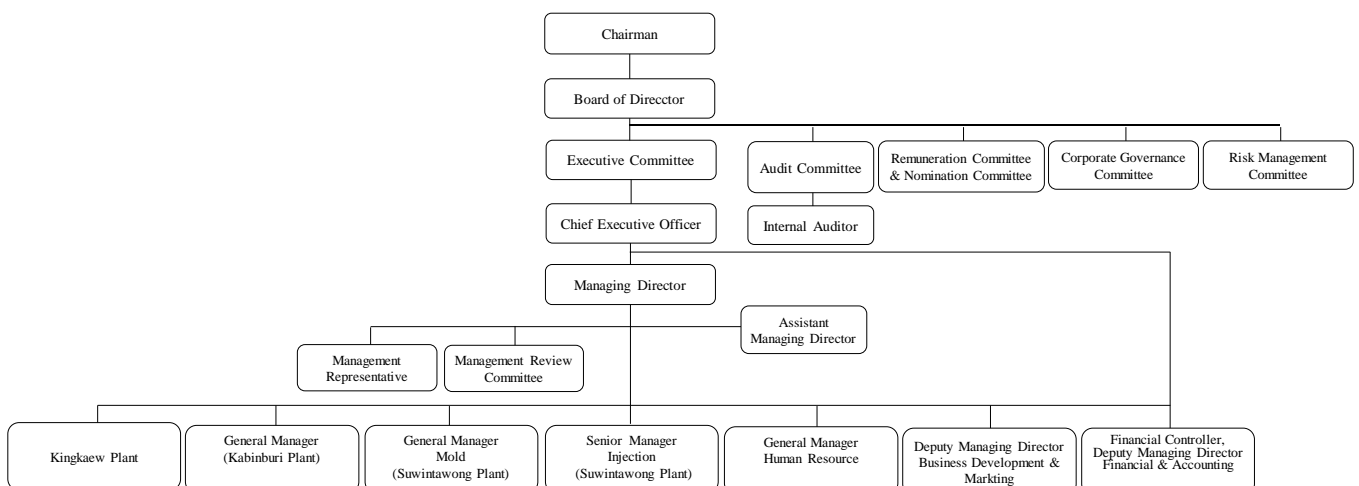 Chairman
Board of Direcctor
Executive Committee
Audit Committee
Remuneration Committee
& Nomination Committee
Corporate Governance
Committee
Risk Management
Committee
Chief Executive Officer
Internal Auditor
Managing Director
Assistant
Managing Director
Management
Representative
Management Review
Committee
Kingkaew Plant
General Manager
(Kabinburi Plant)
General Manager
Mold
(Suwintawong Plant)
Senior Manager
Injection
(Suwintawong Plant)
General Manager
Human Resource
Deputy Managing Director
Business Development &
Markting
Financial Controller,
Deputy Managing Director
Financial & Accounting